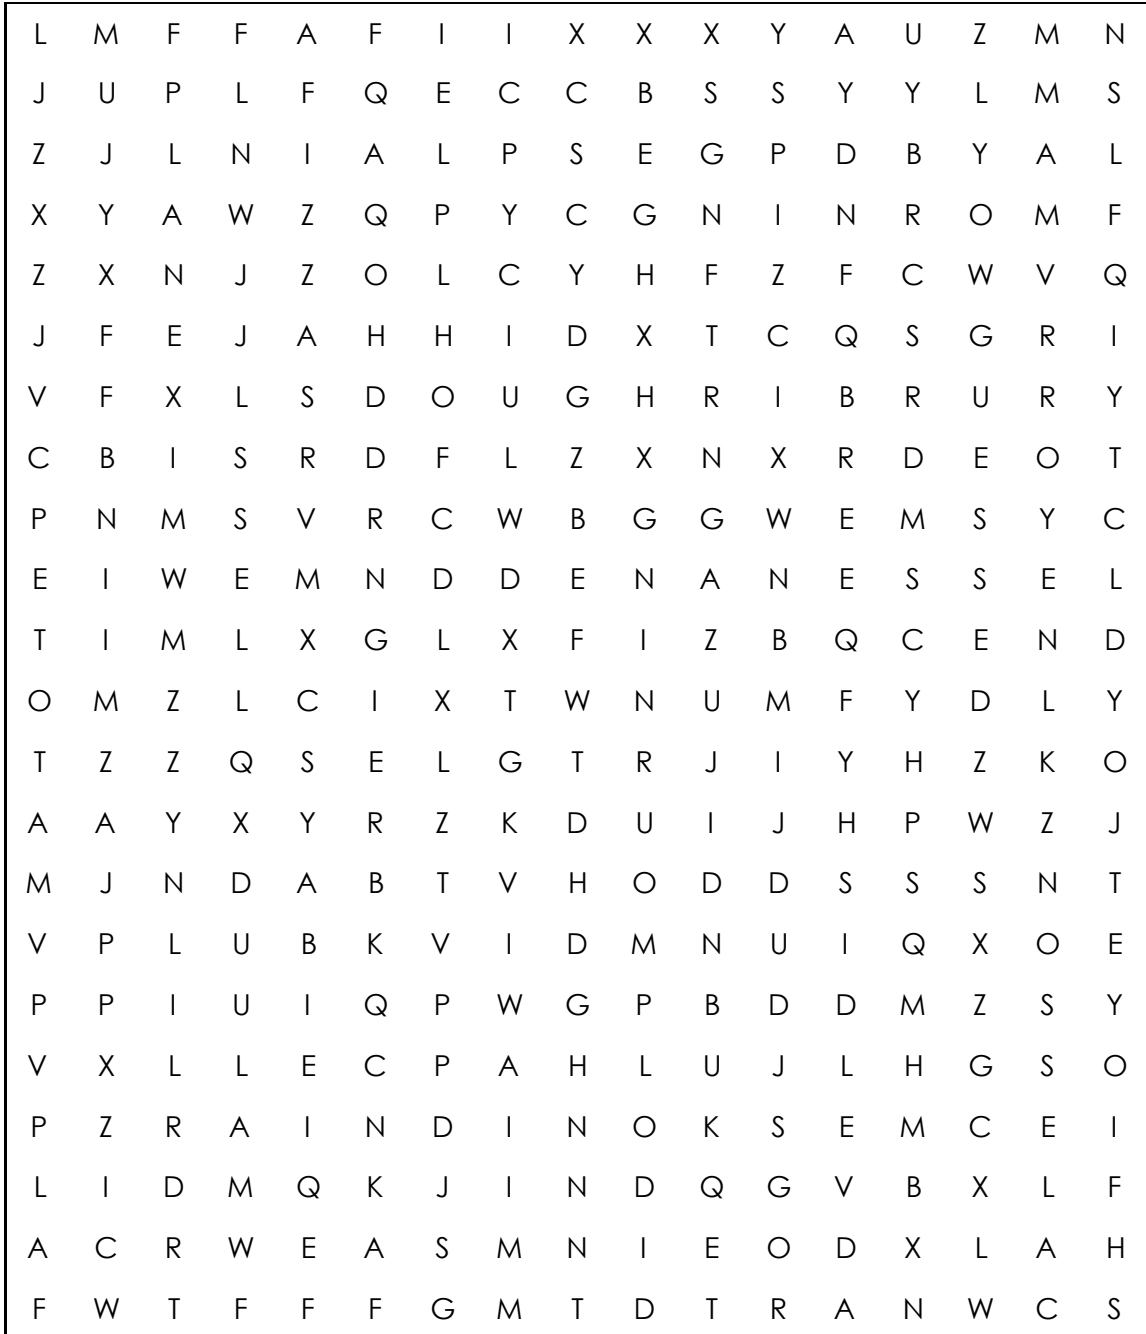 L M F F A F I I X X X Y A U Z M N
J U P L F Q E C C B S S Y Y L M S
Z J L N I A L P S E G P D B Y A L
X Y A W Z Q P Y C G N I N R O M F
Z X N J Z O L C Y H F Z F C W V Q
J F E J A H H I D X T C Q S G R I
V F X L S D O U G H R I B R U R Y
C B I S R D F L Z X N X R D E O T
P N M S V R C W B G G W E M S Y C
E I W E M N D D E N A N E S S E L
T I M L X G L X F I Z B Q C E N D
O M Z L C I X T W N U M F Y D L Y
T Z Z Q S E L G T R J I Y H Z K O
A A Y X Y R Z K D U I J H P W Z J
M J N D A B T V H O D D S S S N T
V P L U B K V I D M N U I Q X O E
P P I U I Q P W G P B D D M Z S Y
V X L L E C P A H L U J L H G S O
P Z R A I N D I N O K S E M C E I
L I D M Q K J I N D Q G V B X L F
A C R W E A S M N I E O D X L A H
F W T F F F G M T D T R A N W C S